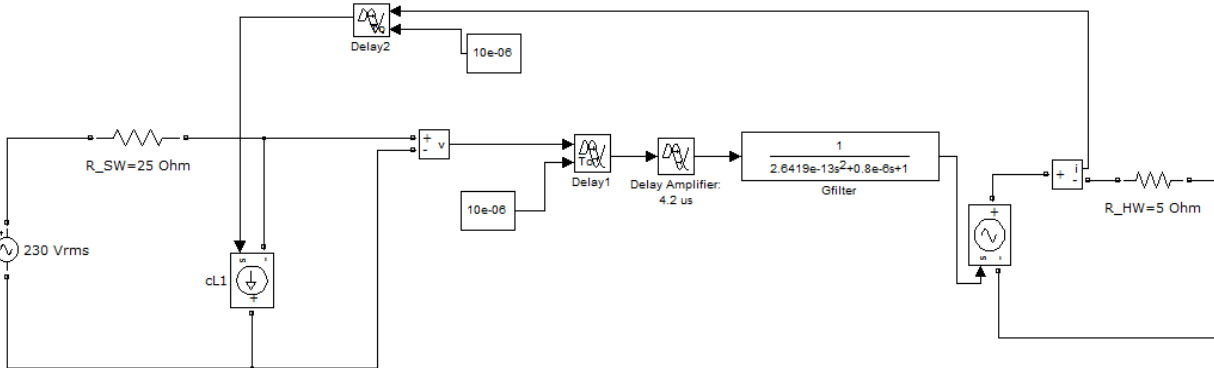 Delay2
10e-06
R_SW=25 Ohm
+
-
v
To
Delay1
Delay Amplifier:
4.2 us
1
2.6419e-13s²+0.8e-6s+1
Gfilter
10e-06
+
i
-
R_HW=5 Ohm
230 Vrms
cL1
s
-
+
+
s
-